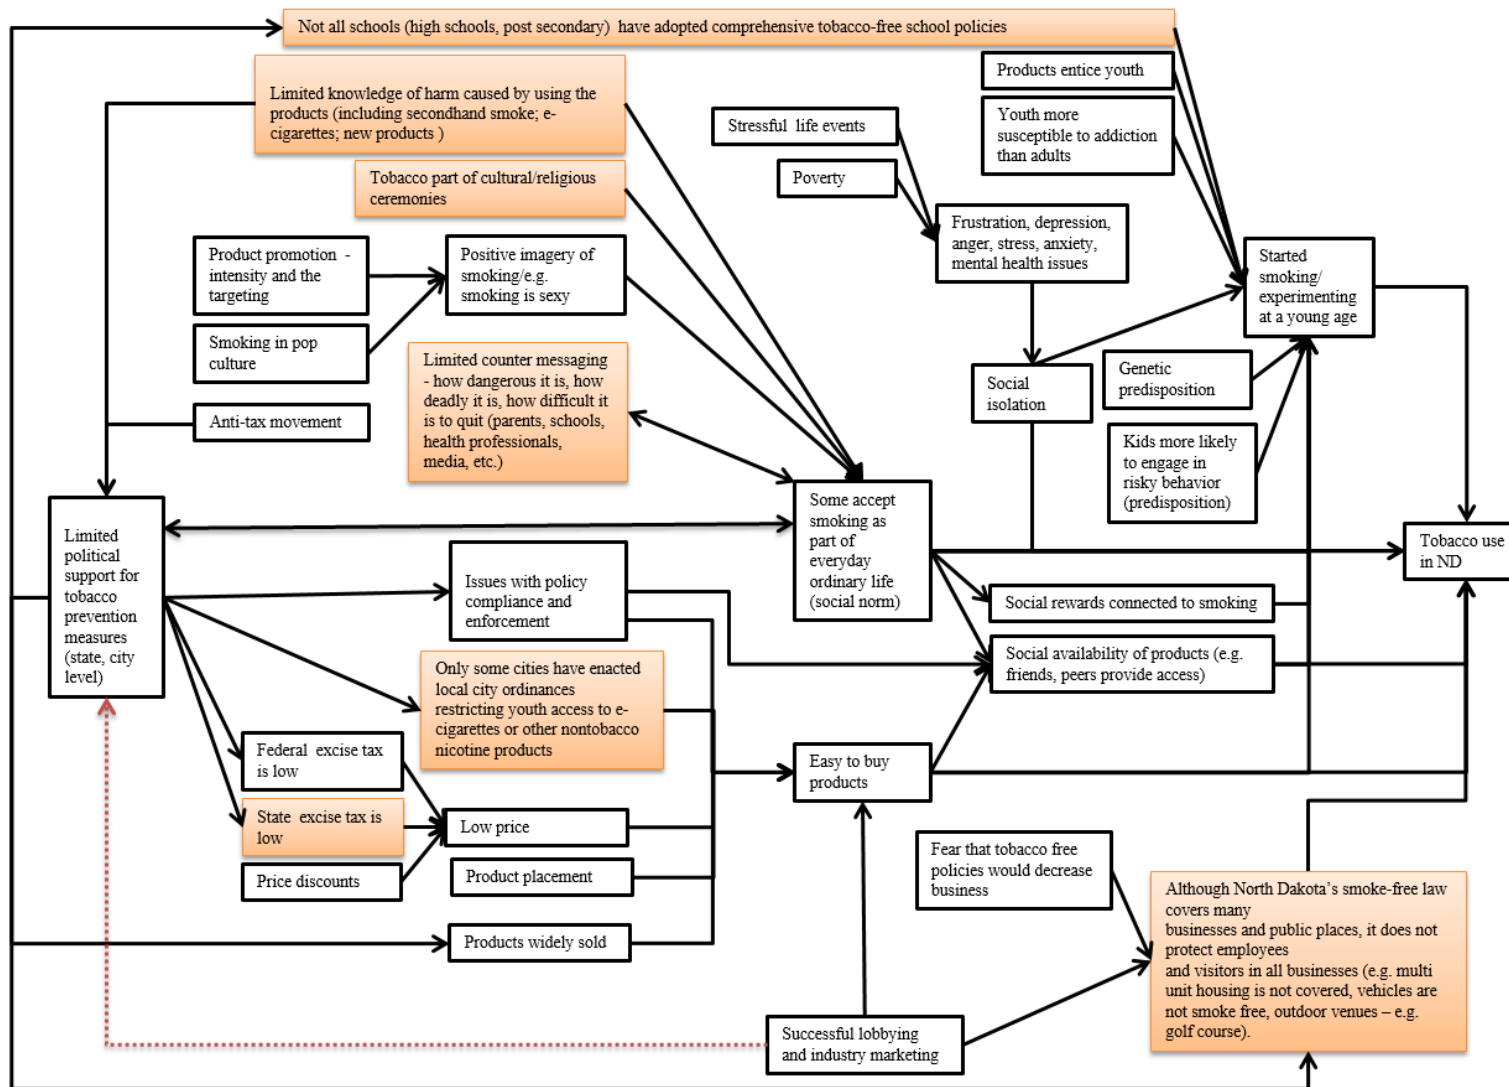 Not all schools (high schools, post secondary)  have adopted comprehensive tobacco-free school policies
Limited knowledge of harm caused by using the
products (including secondhand smoke; e-
cigarettes; new products )
Tobacco part of cultural/religious
ceremonies
Product promotion  -
intensity and the
targeting
Positive imagery of
smoking/e.g.
smoking is sexy
Smoking in pop
culture
Limited counter messaging
- how dangerous it is, how
deadly it is, how difficult it
is to quit (parents, schools,
health professionals,
media, etc.)
Anti-tax movement
Stressful  life events
Poverty
Frustration, depression,
anger, stress, anxiety,
mental health issues
Social
isolation
Products entice youth
Youth more
susceptible to addiction
than adults
Started
smoking/
experimenting
at a young age
Genetic
predisposition
Kids more likely
to engage in
risky behavior
(predisposition)
Limited
political
support for
tobacco
prevention
measures
(state, city
level)
Some accept
smoking as
part of
everyday
ordinary life
(social norm)
Tobacco use
in ND
Issues with policy
compliance and
enforcement
Social rewards connected to smoking
Social availability of products (e.g.
friends, peers provide access)
Only some cities have enacted
local city ordinances
restricting youth access to e-
cigarettes or other nontobacco
nicotine products
Federal  excise tax
is low
State  excise tax is
low
Price discounts
Low price
Product placement
Products widely sold
Easy to buy
products
Fear that tobacco free
policies would decrease
business
Successful lobbying
and industry marketing
Although North Dakota’s smoke-free law
covers many
businesses and public places, it does not
protect employees
and visitors in all businesses (e.g. multi
unit housing is not covered, vehicles are
not smoke free, outdoor venues – e.g.
golf course).